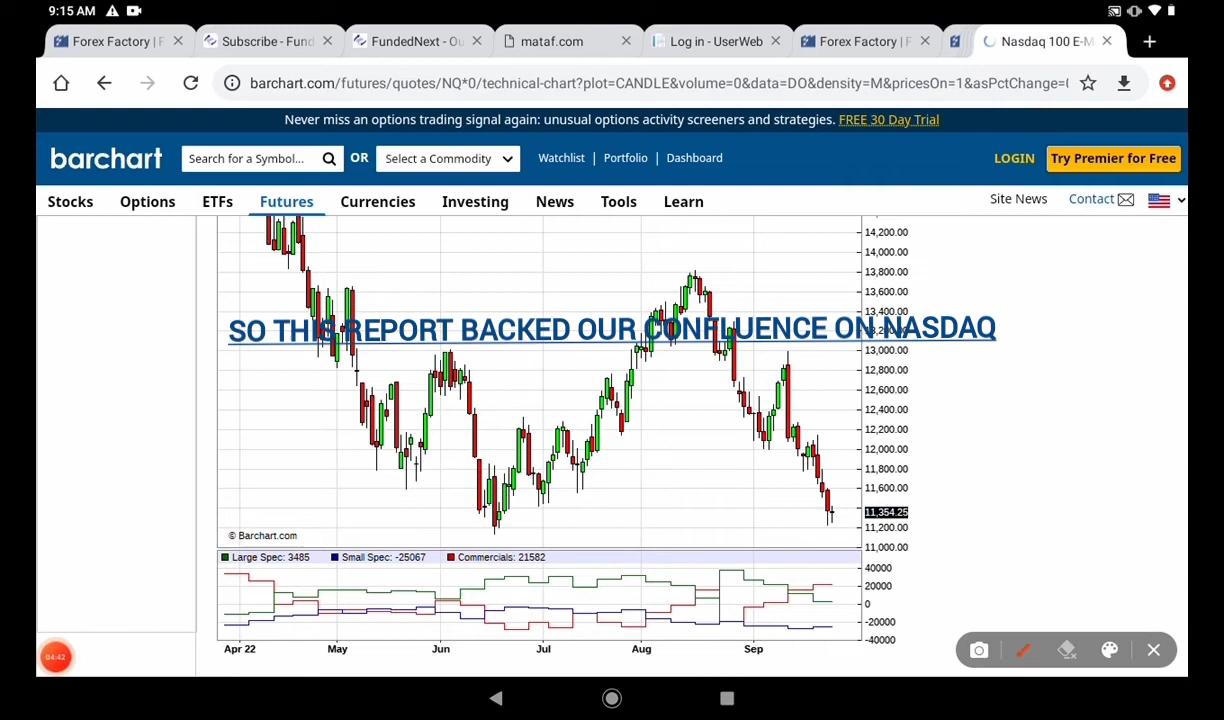 9:15 AM
Forex Factory | F
Subscribe - Fund
FundedNext - Ou
mataf.com
Log in - UserWeb
Forex Factory | F
Nasdaq 100 E-M
barchart.com/futures/quotes/NQ*0/technical-chart?plot=CANDLE&volume=0&data=DO&density=M&pricesOn=1&asPctChange=(
Never miss an options trading signal again: unusual options activity screeners and strategies. FREE 30 Day Trial
barchart
Search for a Symbol...
OR
Select a Commodity
Watchlist | Portfolio | Dashboard
LOGIN
Try Premier for Free
Stocks Options ETFs Futures Currencies Investing News Tools Learn
Site News
Contact
14,200.00
14,000.00
13,800.00
13,600.00
13,400.00
SO THIS REPORT BACKED OUR CONFLUENCE ON NASDAQ
13,200.00
13,000.00
12,800.00
12,600.00
12,400.00
12,200.00
12,000.00
11,800.00
11,600.00
11,354.25
11,200.00
11,000.00
© Barchart.com
Large Spec: 3485 Small Spec: -25067 Commercials: 21582
40000
20000
0
-20000
-40000
Apr 22 May Jun Jul Aug Sep
04:42